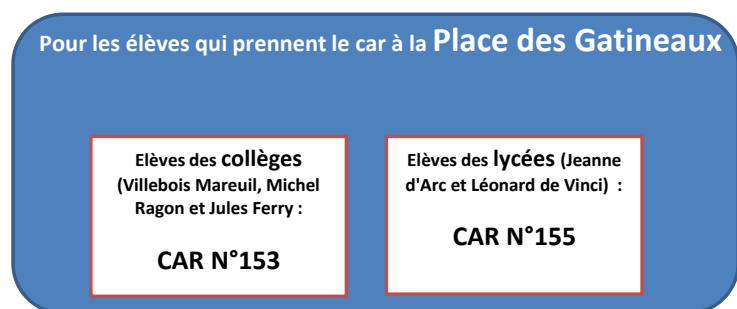 Pour les élèves qui prennent le car à la Place des Gatineaux
Elèves des collèges
(Villebois Mareuil, Michel
Ragon et Jules Ferry :
CAR N°153
Elèves des lycées (Jeanne
d'Arc et Léonard de Vinci) :
CAR N°155